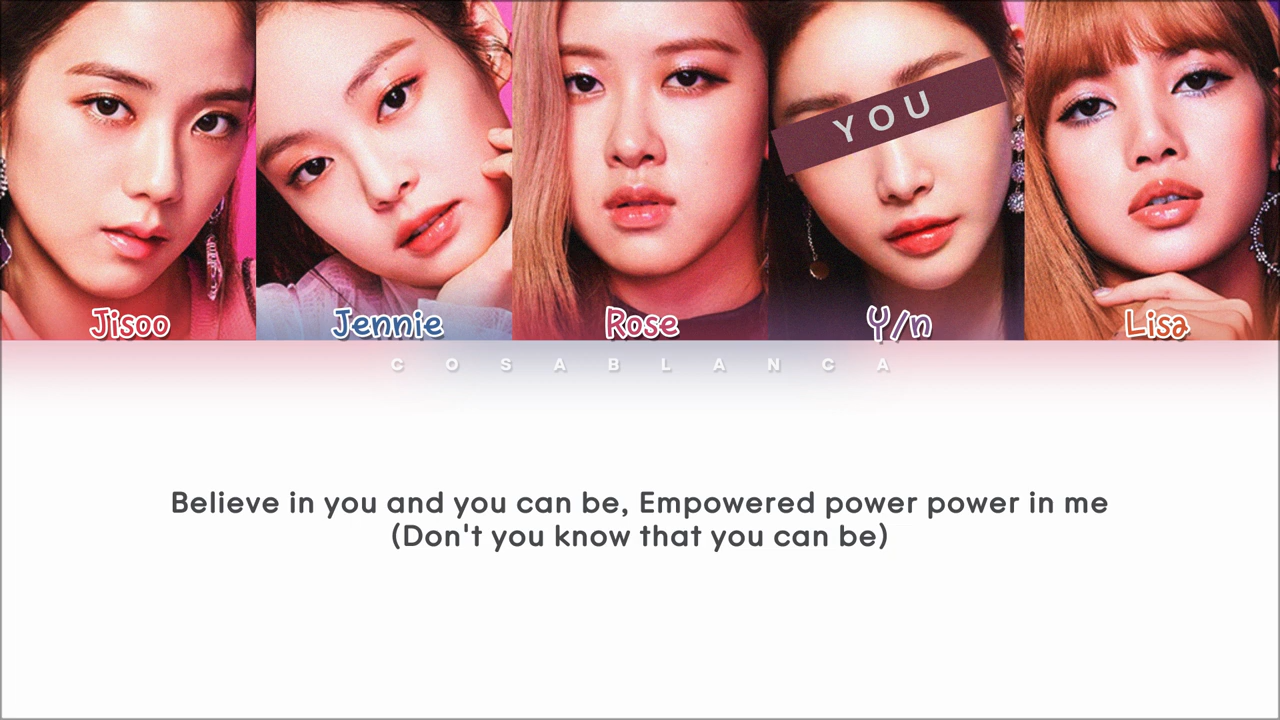 YOU
Jisoo
Jennie
Rose
Y/n
Lisa
COSABLANCA
Believe in you and you can be, Empowered power power in me
(Don't you know that you can be)